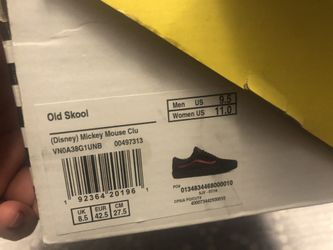 Old Skool
Men US 9.5
Women US 11.0
(Disney) Mickey Mouse Clu
VN0A38G1UNB 00497313
1 92364 20196 1
UK EUR CM
8.5 42.5 27.5
PO#
0134834468000010